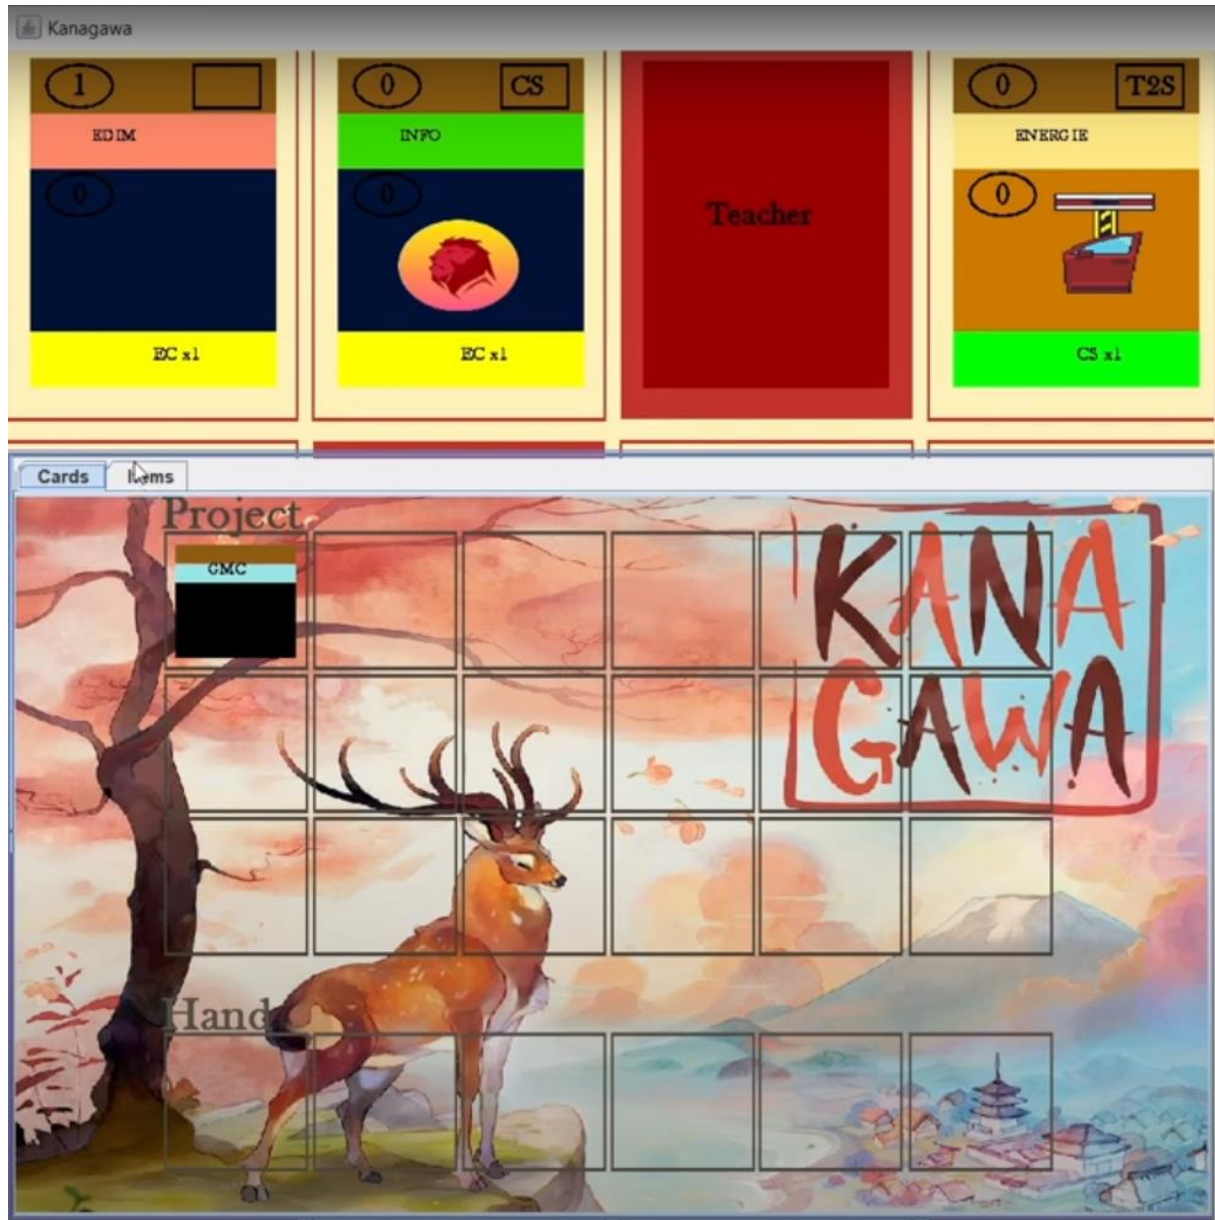 Kanagawa
1
EDIM
0
EC x1
0 CS
INFO
0
EC x1
Teacher
0 T2S
ENERGIE
0
CS x1
Cards Items
Project
GMC
KANA
GAWA
Hand